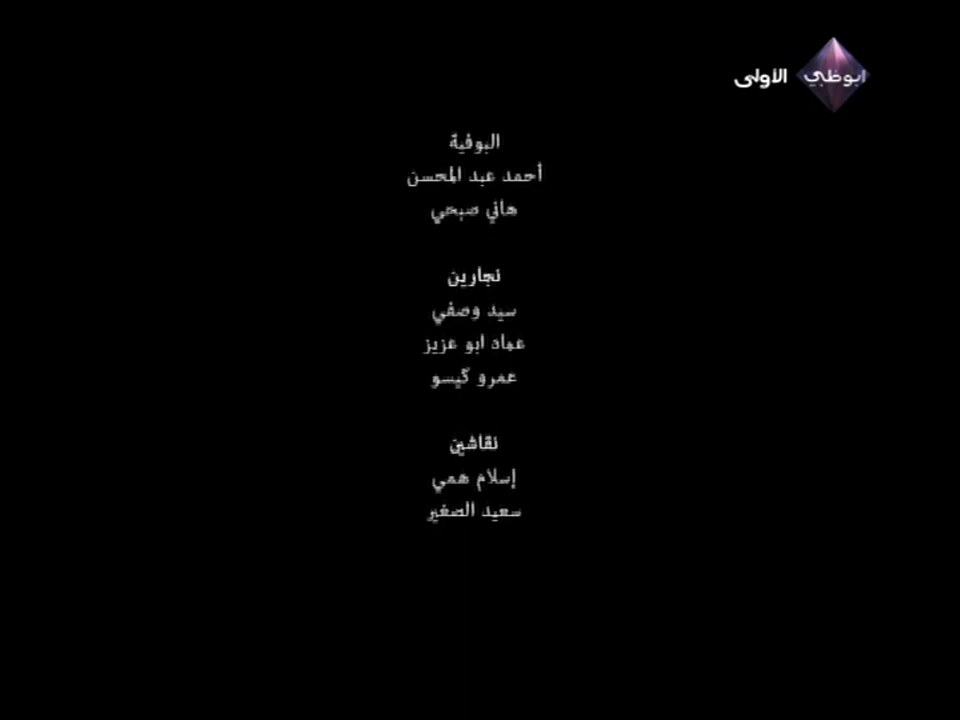 ابوظبي الأولى
البوفية
أحمد عبد المحسن
هاني صبحي
نجارين
سيد وصفي
عماد ابو عزيز
عمرو كيسو
نقاشين
إسلام همي
سعيد الصغير